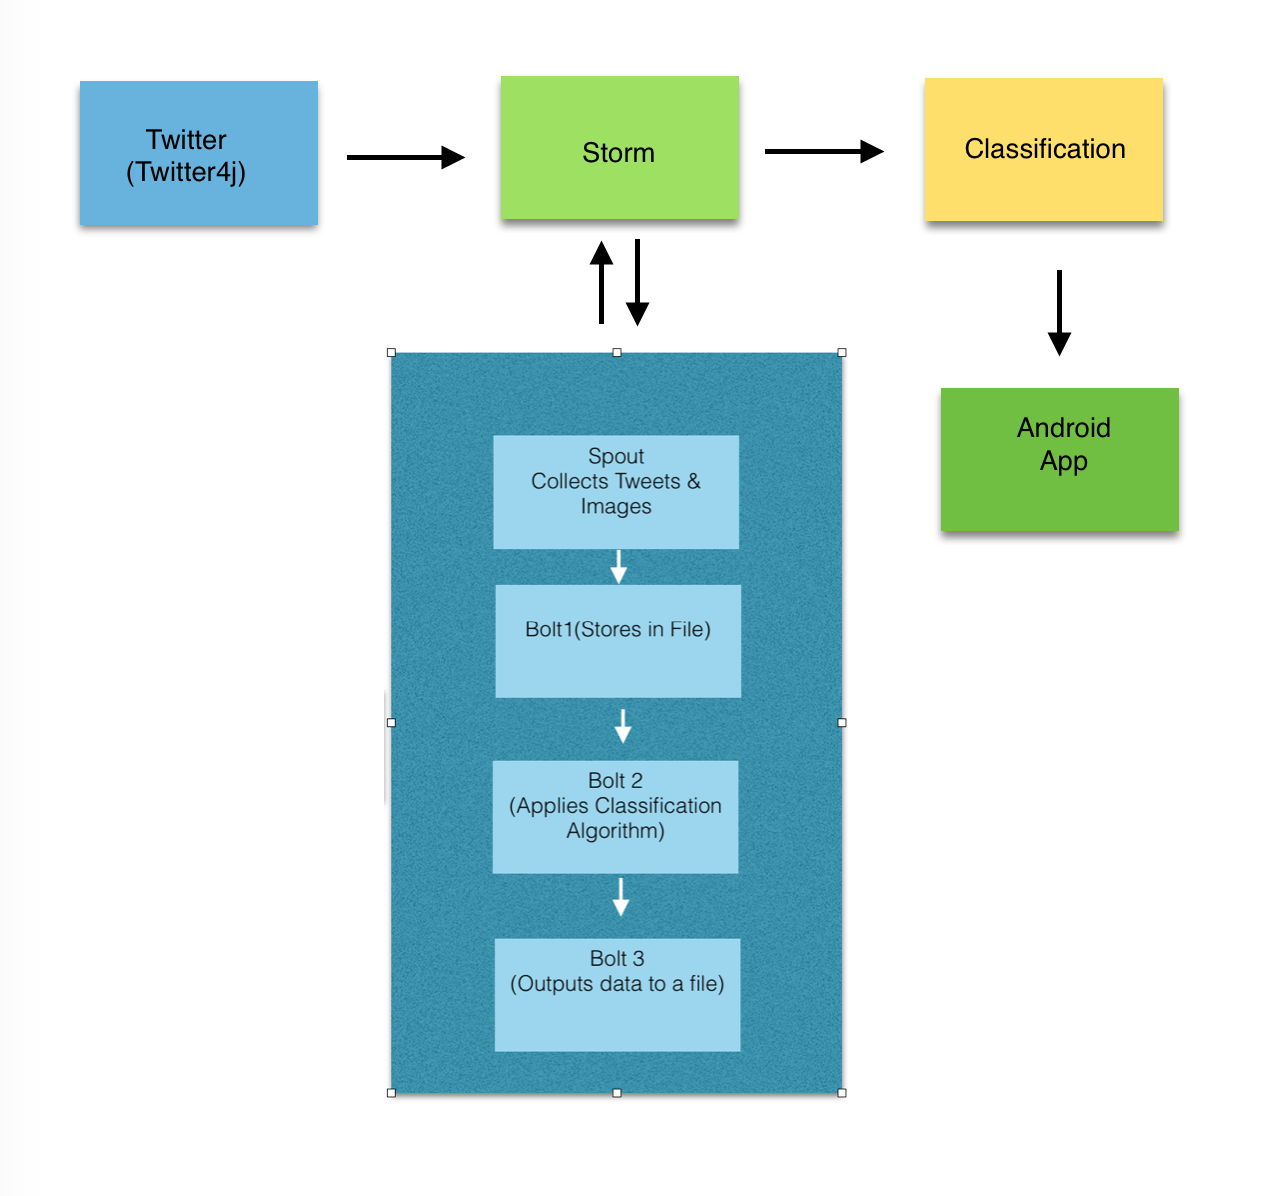 Twitter
(Twitter4j)
Storm
Classification
Android
App
Spout
Collects Tweets &
Images
Bolt1(Stores in File)
Bolt 2
(Applies Classification
Algorithm)
Bolt 3
(Outputs data to a file)